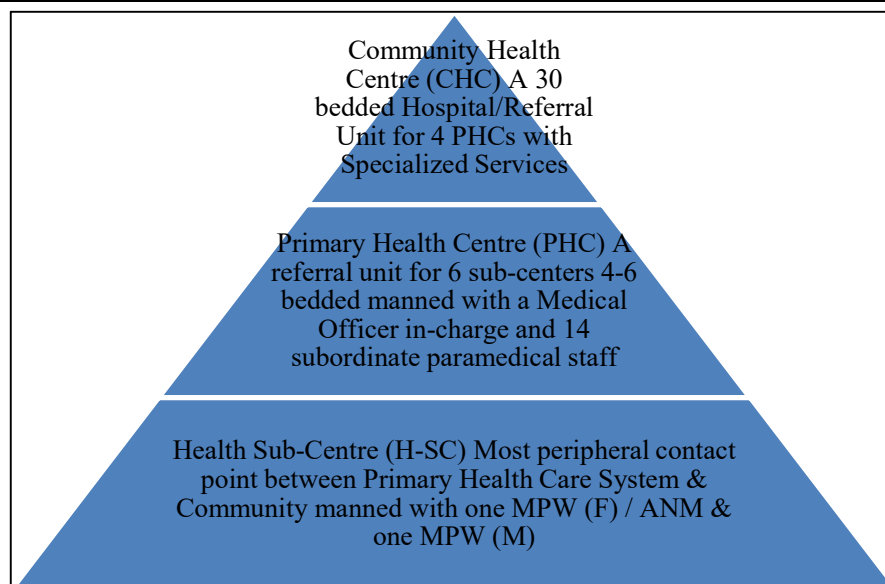 Community Health
Centre (CHC) A 30
bedded Hospital/Referral
Unit for 4 PHCs with
Specialized Services
Primary Health Centre (PHC) A
referral unit for 6 sub-centers 4-6
bedded manned with a Medical
Officer in-charge and 14
subordinate paramedical staff
Health Sub-Centre (H-SC) Most peripheral contact
point between Primary Health Care System &
Community manned with one MPW (F) / ANM &
one MPW (M)